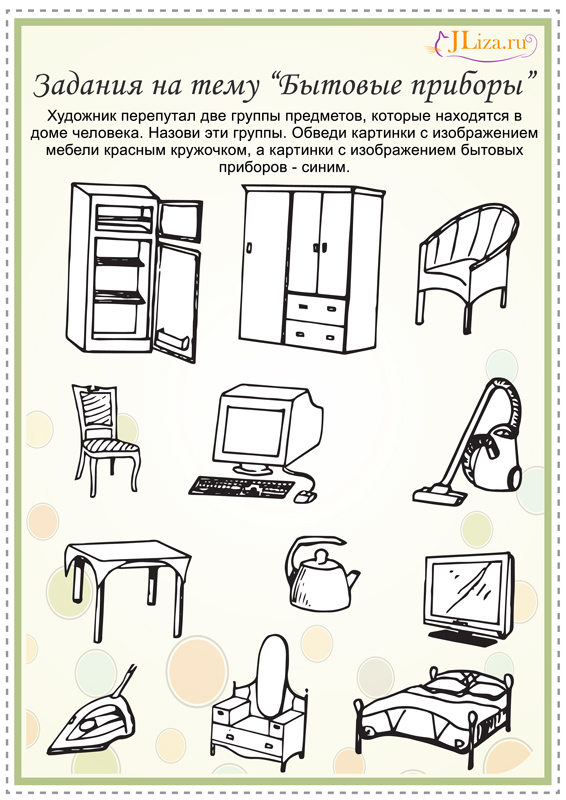 JLiza.ru
Задания на тему “Бытовые приборы”
Художник перепутал две группы предметов, которые находятся в
доме человека. Назови эти группы. Обведи картинки с изображением
мебели красным кружочком, а картинки с изображением бытовых
приборов - синим.